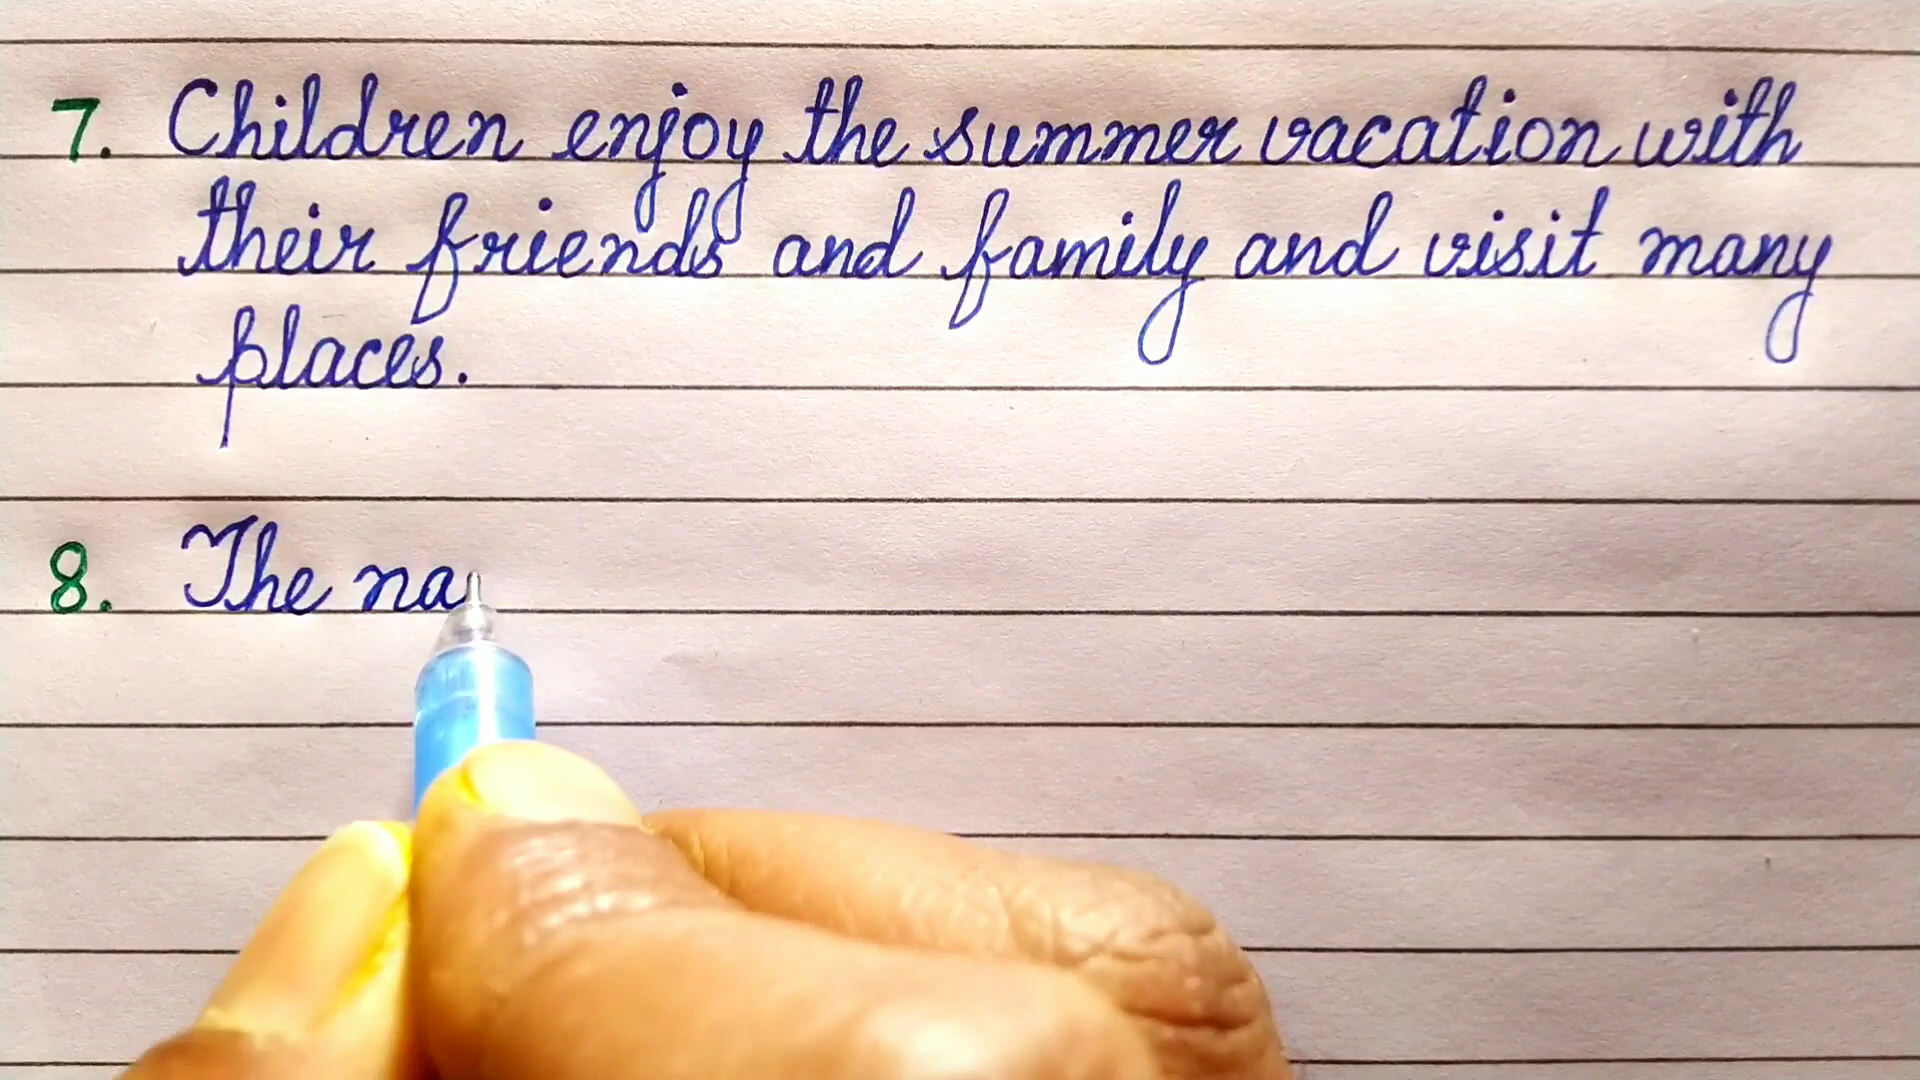 7. Children enjoy the summer vacation with
their friends and family and visit many
places.
8. The na